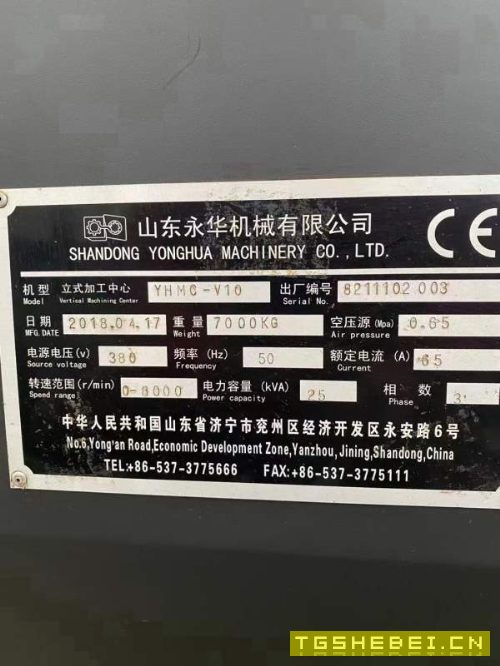 山东永华机械有限公司
SHANDONG YONGHUA MACHINERY CO.,LTD.
CE
机型 立式加工中心 YHMC-V10 出厂编号 8211102 003
Model Vertical Machining Center Serial No.
日期 2018.04.17 重量 7000KG 空压源(Mpa) 0.65
MFG.DATE Weight Air pressure
电源电压(v) 380 频率(Hz) 50 额定电流(A) 65
Source voltage Frequency Current
转速范围(r/min) 0-8000 电力容量(kVA) 25 相数 3
Spend range Power capacity Phase
中华人民共和国山东省济宁市兖州区经济开发区永安路6号
No.6,Yong'an Road,Economic Development Zone,Yanzhou,Jining,Shandong,China
TEL:+86-537-3775666 FAX:+86-537-3775111
TGSHEBEI.CN